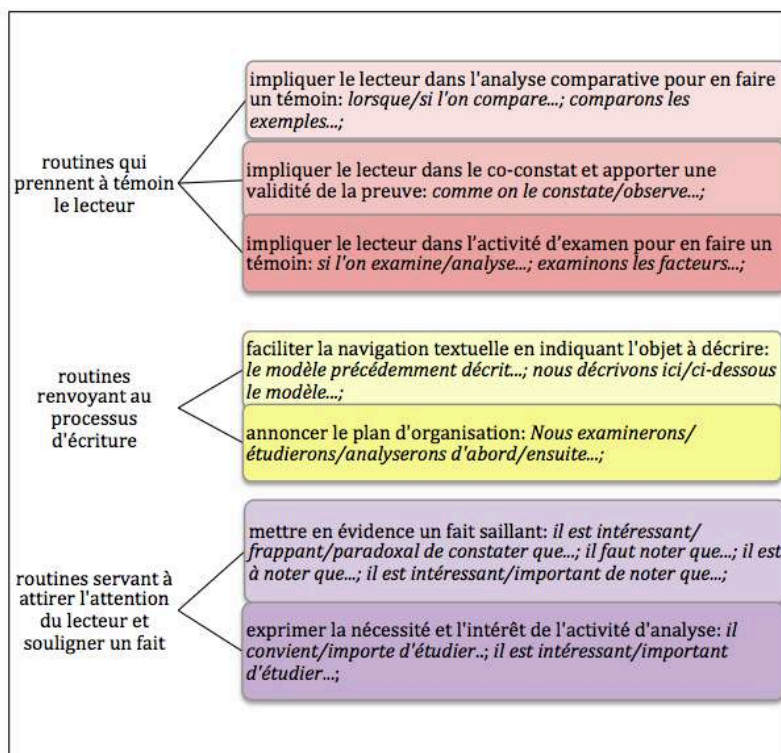 impliquer le lecteur dans l'analyse comparative pour en faire
un témoin: lorsque/si l'on compare...; comparons les
exemples...;
routines qui
prennent à témoin
le lecteur
impliquer le lecteur dans le co-constat et apporter une
validité de la preuve: comme on le constate/observe...;
impliquer le lecteur dans l'activité d'examen pour en faire un
témoin: si l'on examine/analyse...; examinons les facteurs...;
faciliter la navigation textuelle en indiquant l'objet à décrire:
le modèle précédemment décrit...; nous décrivons ici/ci-dessous
le modèle...;
routines
renvoyant au
processus
d'écriture
annoncer le plan d'organisation: Nous examinerons/
étudierons/analyserons d'abord/ensuite...;
mettre en évidence un fait saillant: il est intéressant/
frappant/paradoxal de constater que...; il faut noter que...; il est
à noter que...; il est intéressant/important de noter que...;
routines servant à
attirer l'attention
du lecteur et
souligner un fait
exprimer la nécessité et l'intérêt de l'activité d'analyse: il
convient/importe d'étudier..; il est intéressant/important
d'étudier...;